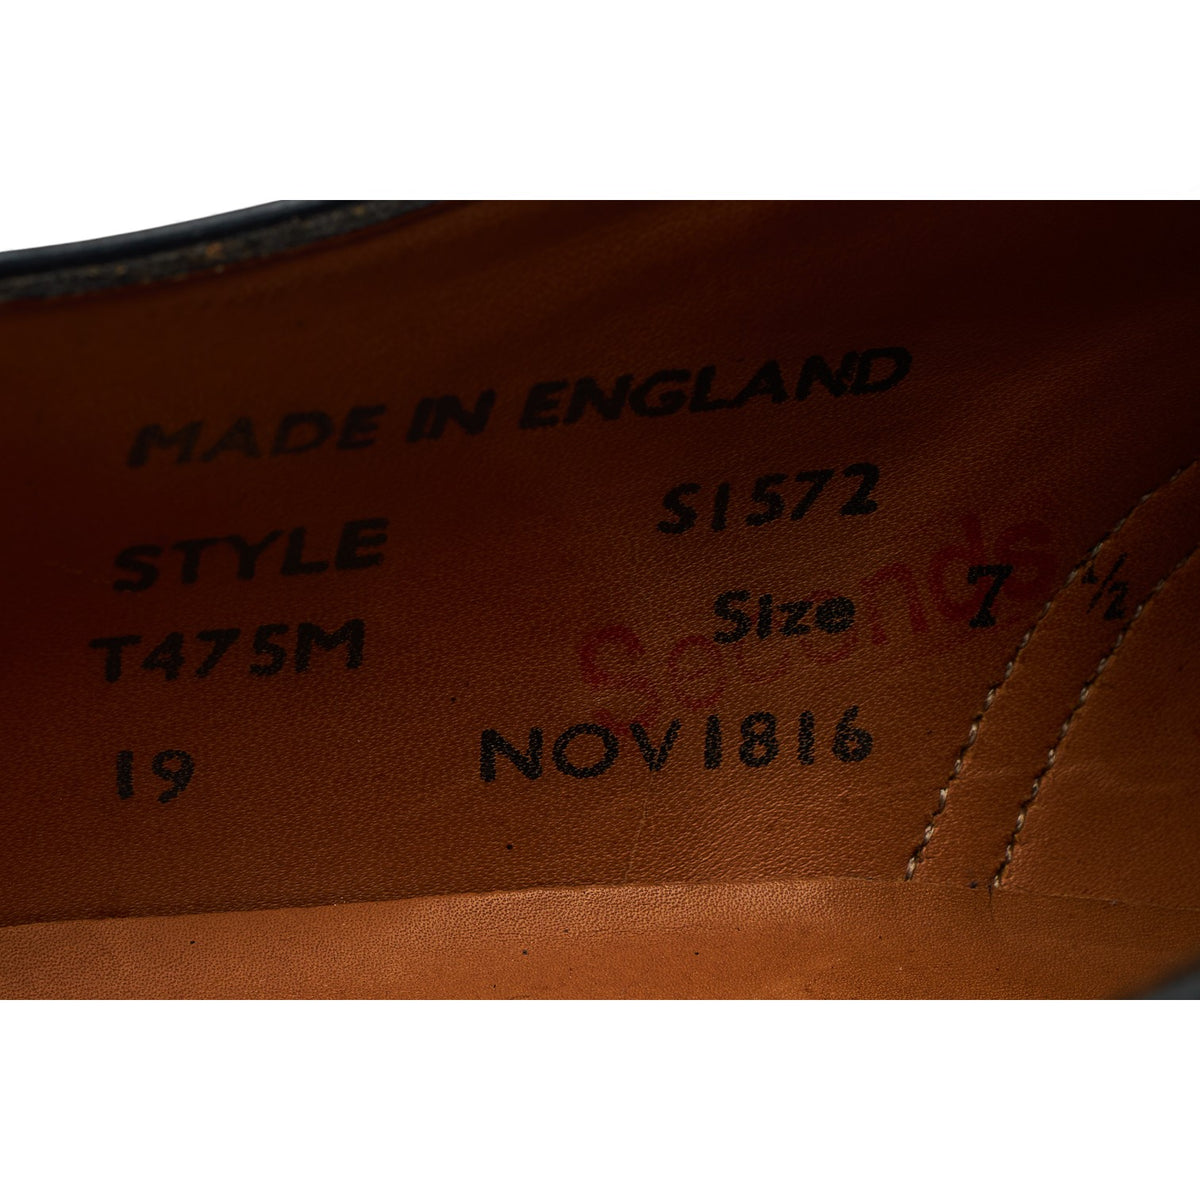 MADE IN ENGLAND
STYLE S1572
T475M Size 7 ½
Seconds
19 NOV1816